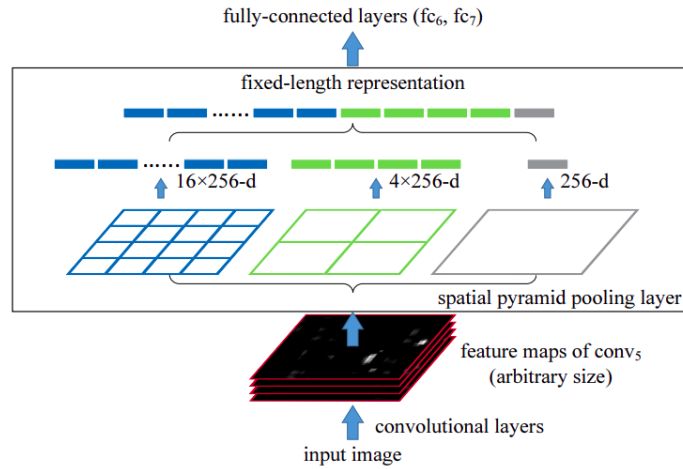 fully-connected layers (fc6, fc7)
fixed-length representation
......
......
16×256-d
4×256-d
256-d
spatial pyramid pooling layer
feature maps of conv5
(arbitrary size)
convolutional layers
input image